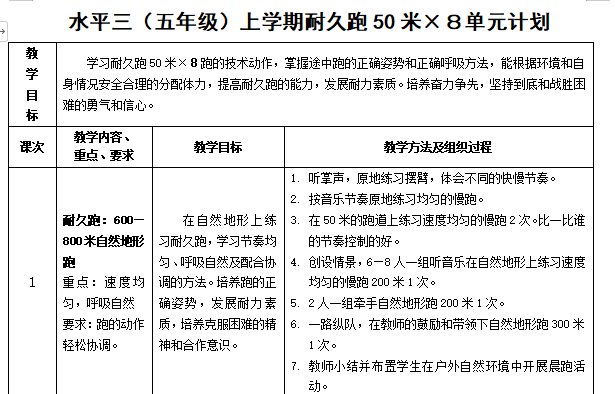 水平三（五年级）上学期耐久跑50米×8单元计划
教
学
目
标
学习耐久跑50米×8跑的技术动作，掌握途中跑的正确姿势和正确呼吸方法，能根据环境和自
身情况安全合理的分配体力，提高耐久跑的能力，发展耐力素质。培养奋力争先，坚持到底和战胜困
难的勇气和信心。
课次
教学内容、
重点、要求
教学目标
教学方法及组织过程
1
耐久跑：600—
800米自然地形
跑
重点：速度均
匀，呼吸自然
要求：跑的动作
轻松协调。
在自然地形上练
习耐久跑，学习节奏均
匀、呼吸自然及配合协
调的方法。培养跑的正
确姿势，发展耐力素
质，培养克服困难的精
神和合作意识。
1. 听掌声，原地练习摆臂，体会不同的快慢节奏。
2. 按音乐节奏原地练习均匀的慢跑。
3. 在50米的跑道上练习速度均匀的慢跑2次。比一比谁
的节奏控制的好。
4. 创设情景，6—8人一组听音乐在自然地形上练习速度
均匀的慢跑200米1次。
5. 2人一组牵手自然地形跑200米1次。
6. 一路纵队，在教师的鼓励和带领下自然地形跑300米
1次。
7. 教师小结并布置学生在户外自然环境中开展晨跑活
动。